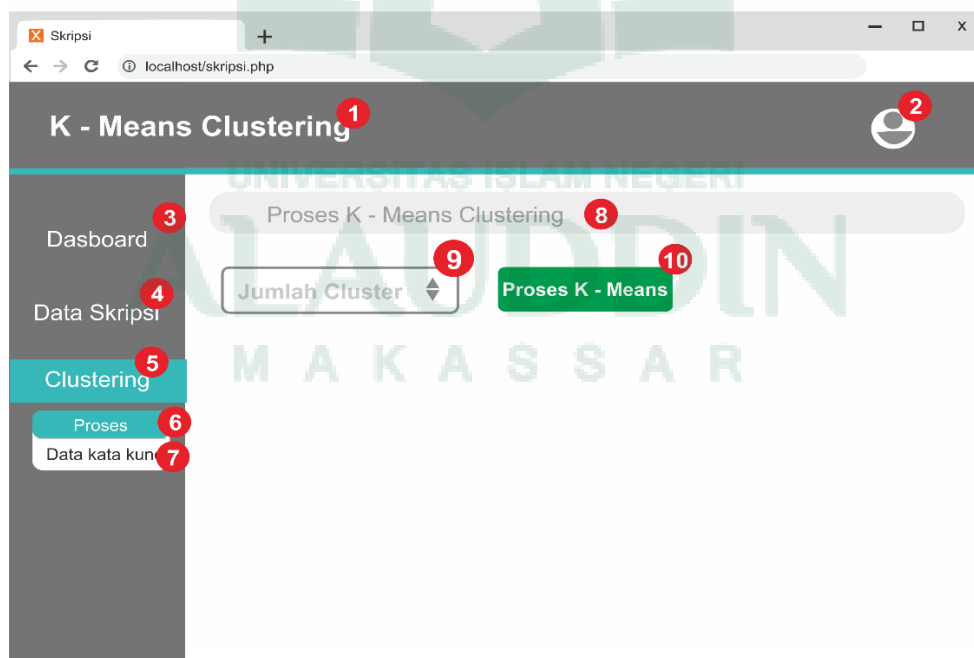 Skripsi
localhost/skripsi.php
K - Means Clustering 1
2
UNIVERSITAS ISLAM NEGERI
ALAUDDIN
MAKASSAR
3
Dasboard
4
Data Skripsi
5
Clustering
Proses 6
Data kata 7
Proses K - Means Clustering 8
9
Jumlah Cluster
10
Proses K - Means